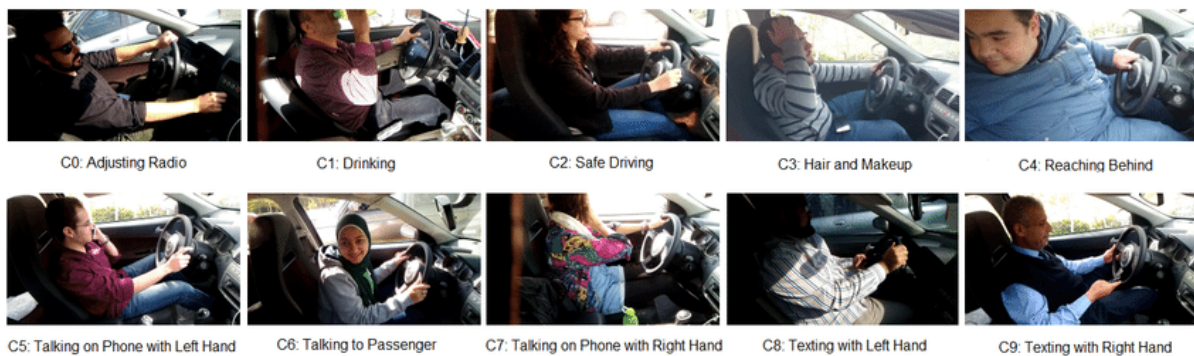 C0: Adjusting Radio
C1: Drinking
C2: Safe Driving
C3: Hair and Makeup
C4: Reaching Behind
C5: Talking on Phone with Left Hand
C6: Talking to Passenger
C7: Talking on Phone with Right Hand
C8: Texting with Left Hand
C9: Texting with Right Hand